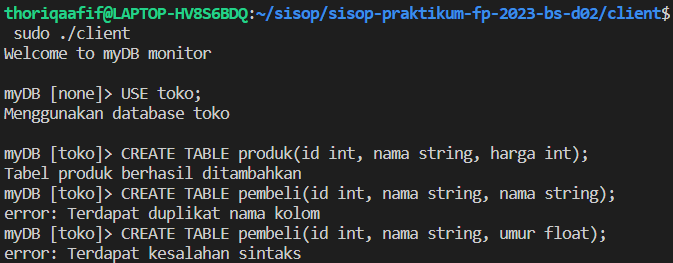 thoriqaafif@LAPTOP-HV8S6BDQ:~/sisop/sisop-praktikum-fp-2023-bs-d02/client$
sudo ./client
Welcome to myDB monitor
myDB [none]> USE toko;
Menggunakan database toko
myDB [toko]> CREATE TABLE produk(id int, nama string, harga int);
Tabel produk berhasil ditambahkan
myDB [toko]> CREATE TABLE pembeli(id int, nama string, nama string);
error: Terdapat duplikat nama kolom
myDB [toko]> CREATE TABLE pembeli(id int, nama string, umur float);
error: Terdapat kesalahan sintaks